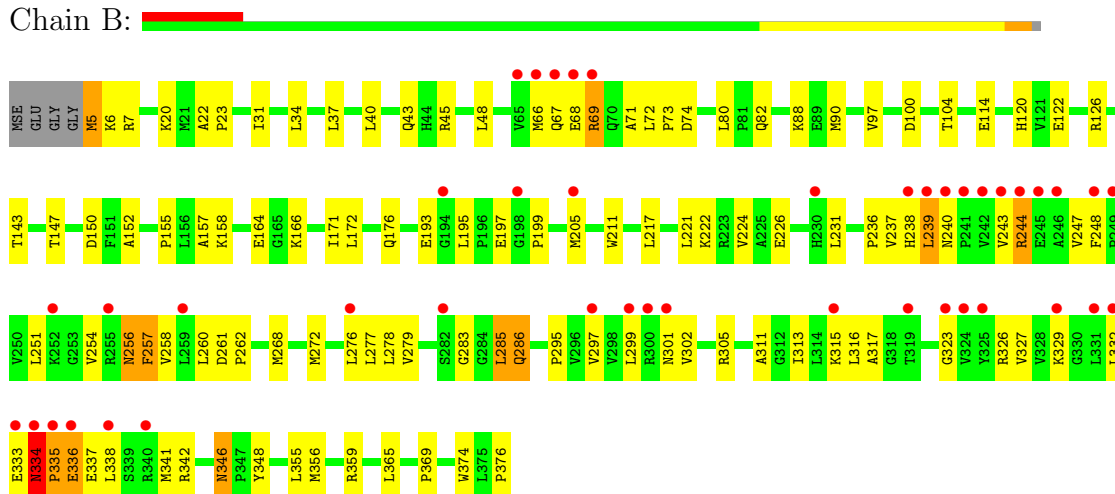 Chain B:
MSE GLU GLY GLY M5 K6 R7 K20 M21 A22 P23 I31 L34 L37 L40 Q43 H44 R45 L48 V65 M66 Q67 E68 R69 Q70 A71 L72 P73 D74 L80 P81 Q82 K88 E89 M90 V97 D100 T104 E114 H120 V121 E122 R126
T143 T147 D150 F151 A152 P155 L156 A157 K158 E164 G165 K166 I171 L172 Q176 E193 G194 L195 P196 E197 G198 P199 M205 W211 L217 L221 K222 R223 V224 A225 E226 H230 L231 P236 V237 H238 L239 N240 P241 V242 V243 R244 E245 A246 V247 F248
V250 L251 K252 G253 V254 R255 N256 F257 V258 L259 L260 D261 P262 M268 M272 L276 L277 L278 V279 S282 G283 G284 L285 Q286 P295 V296 V297 V298 L299 R300 N301 V302 R305 A311 G312 I313 L314 K315 L316 A317 G318 T319 G323 V324 Y325 R326 V327 V328 K329 G330 L331
E333 N334 P335 E336 E337 L338 S339 R340 M341 R342 N346 P347 Y348 L355 M356 R359 L365 P369 W374 L375 P376